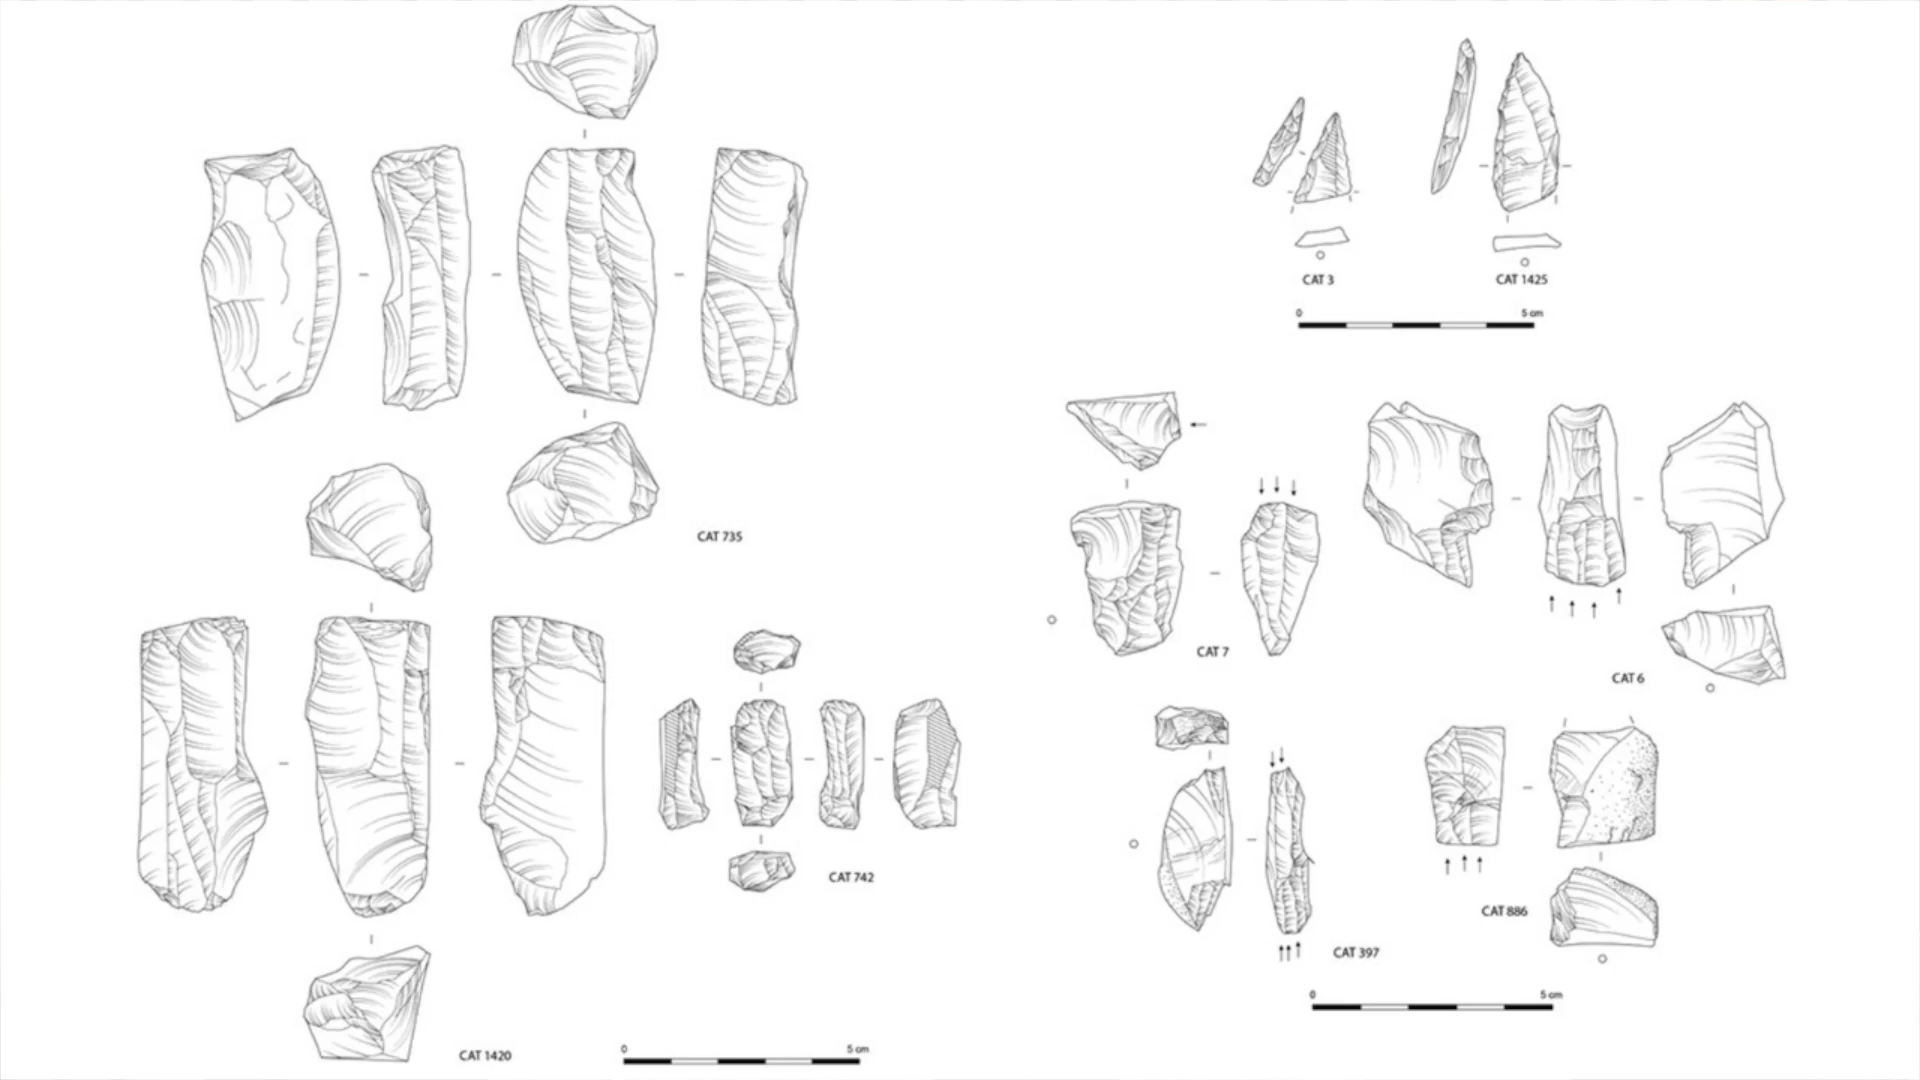 CAT 735
CAT 742
CAT 1420
0 5 cm
CAT 3
CAT 1425
0 5 cm
CAT 7
CAT 6
CAT 886
CAT 397
0 5 cm